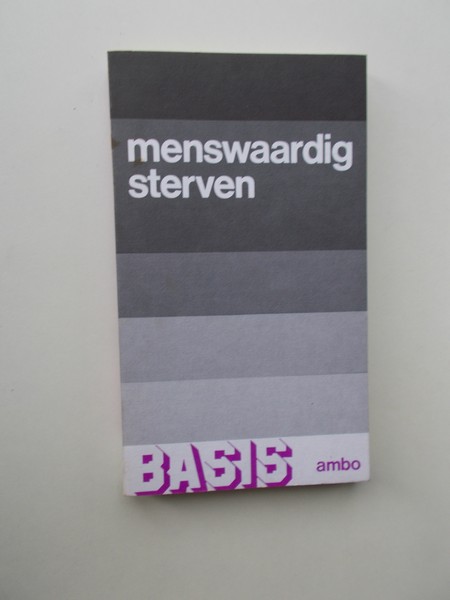 menswaardig
sterven
BASIS
ambo